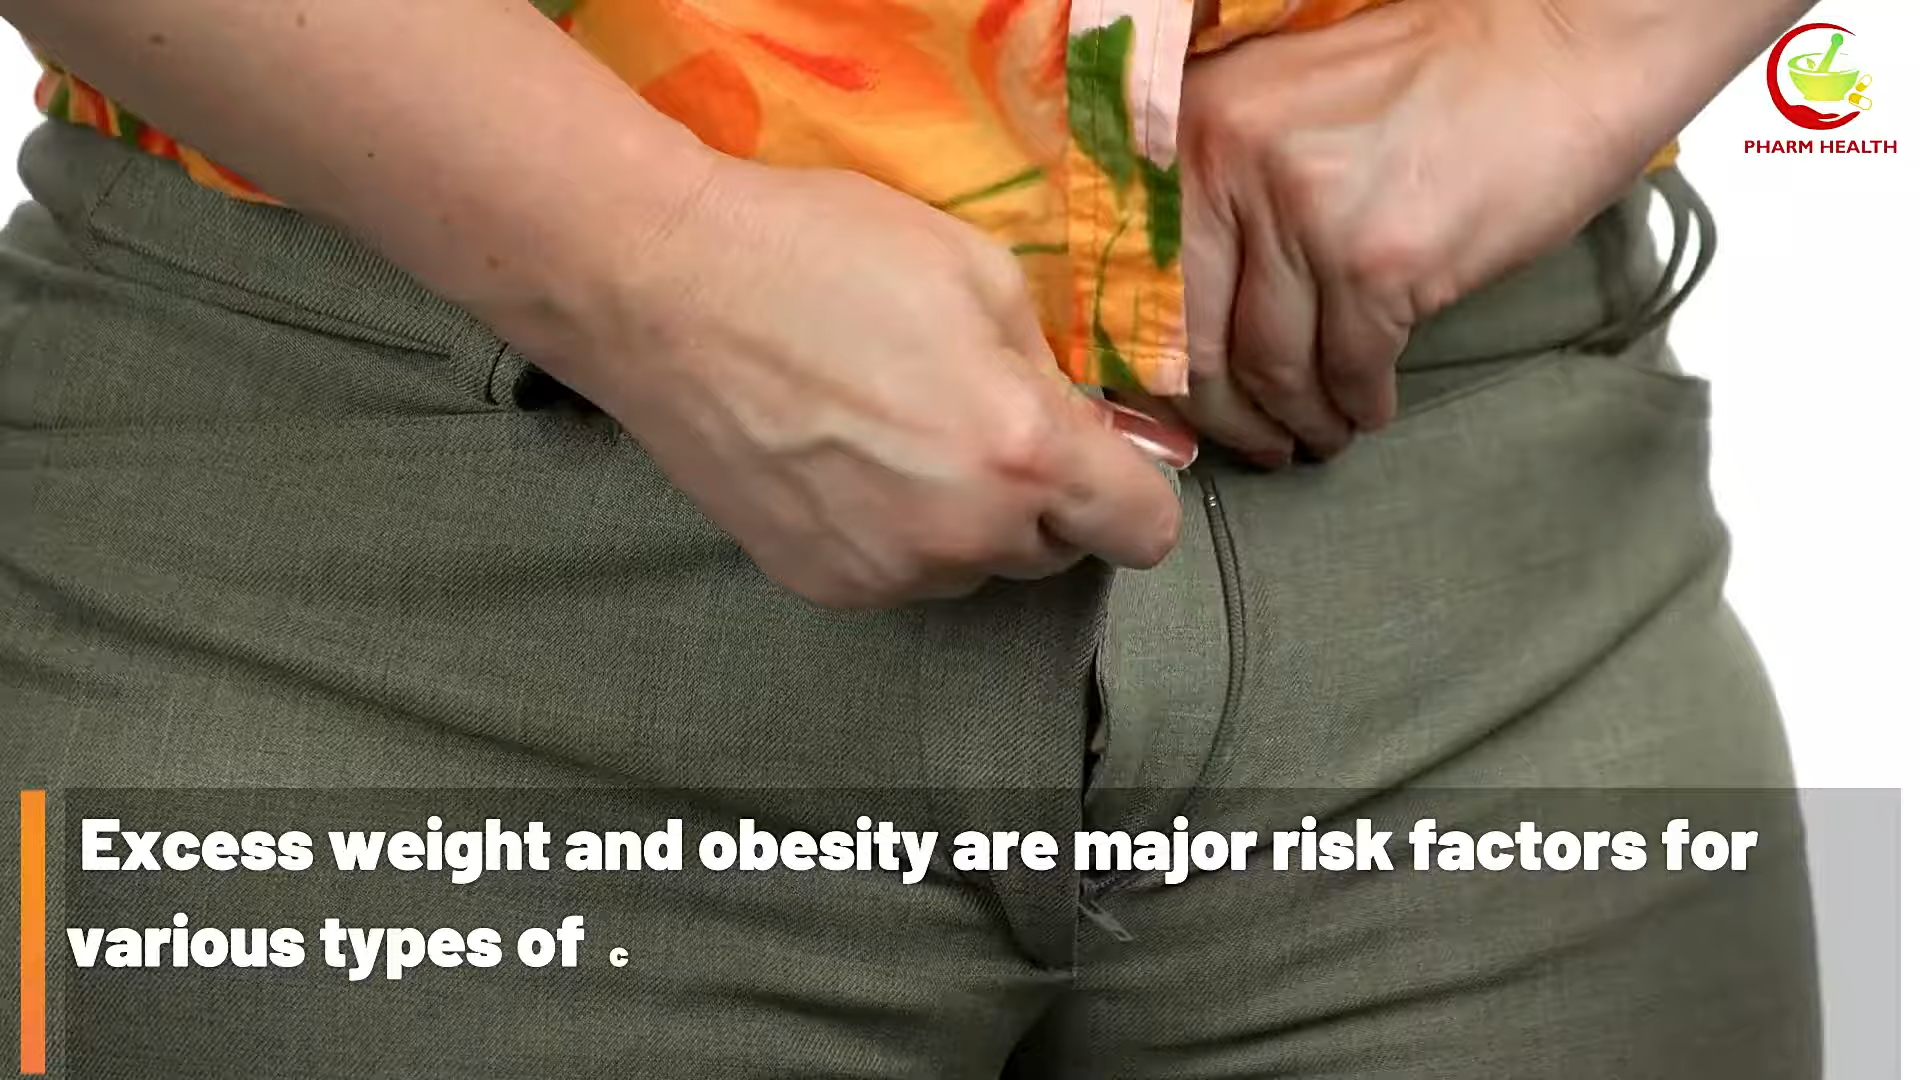 PHARM HEALTH
Excess weight and obesity are major risk factors for
various types of c